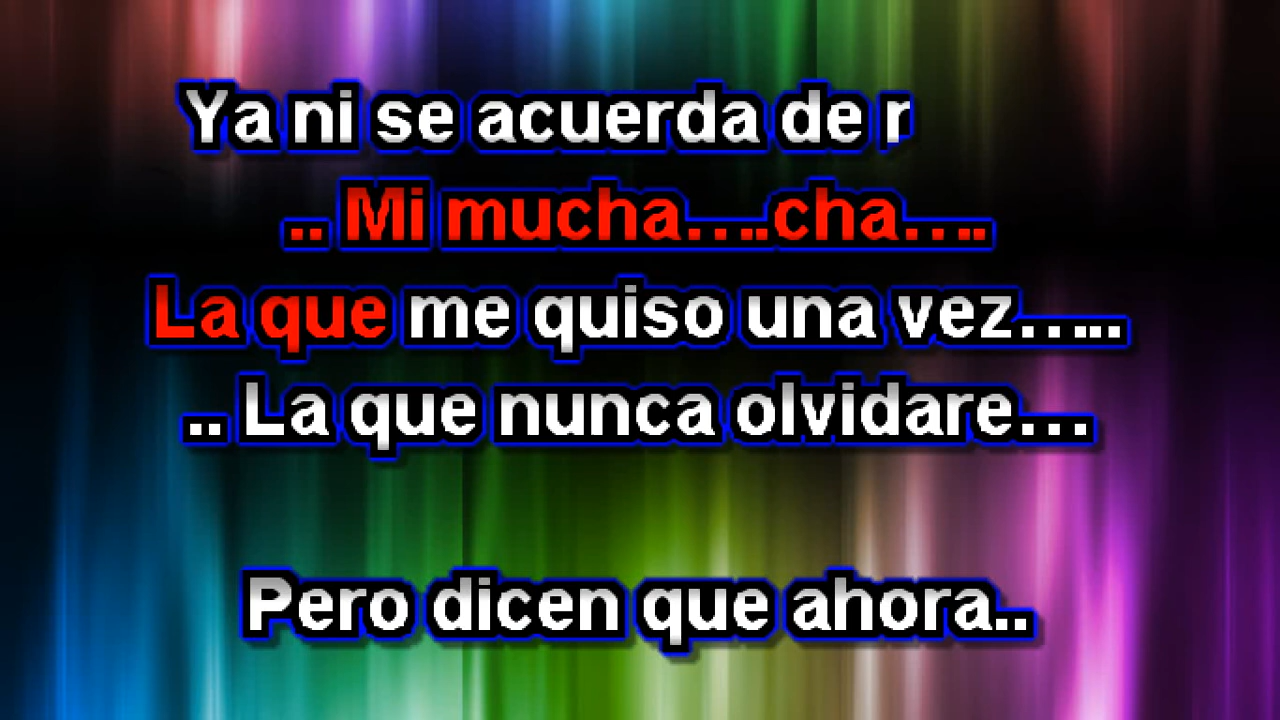 Ya ni se acuerda de
.. Mi mucha.…..cha.….
La que me quiso una vez…...
.. La que nunca olvidare…
Pero dicen que ahora..